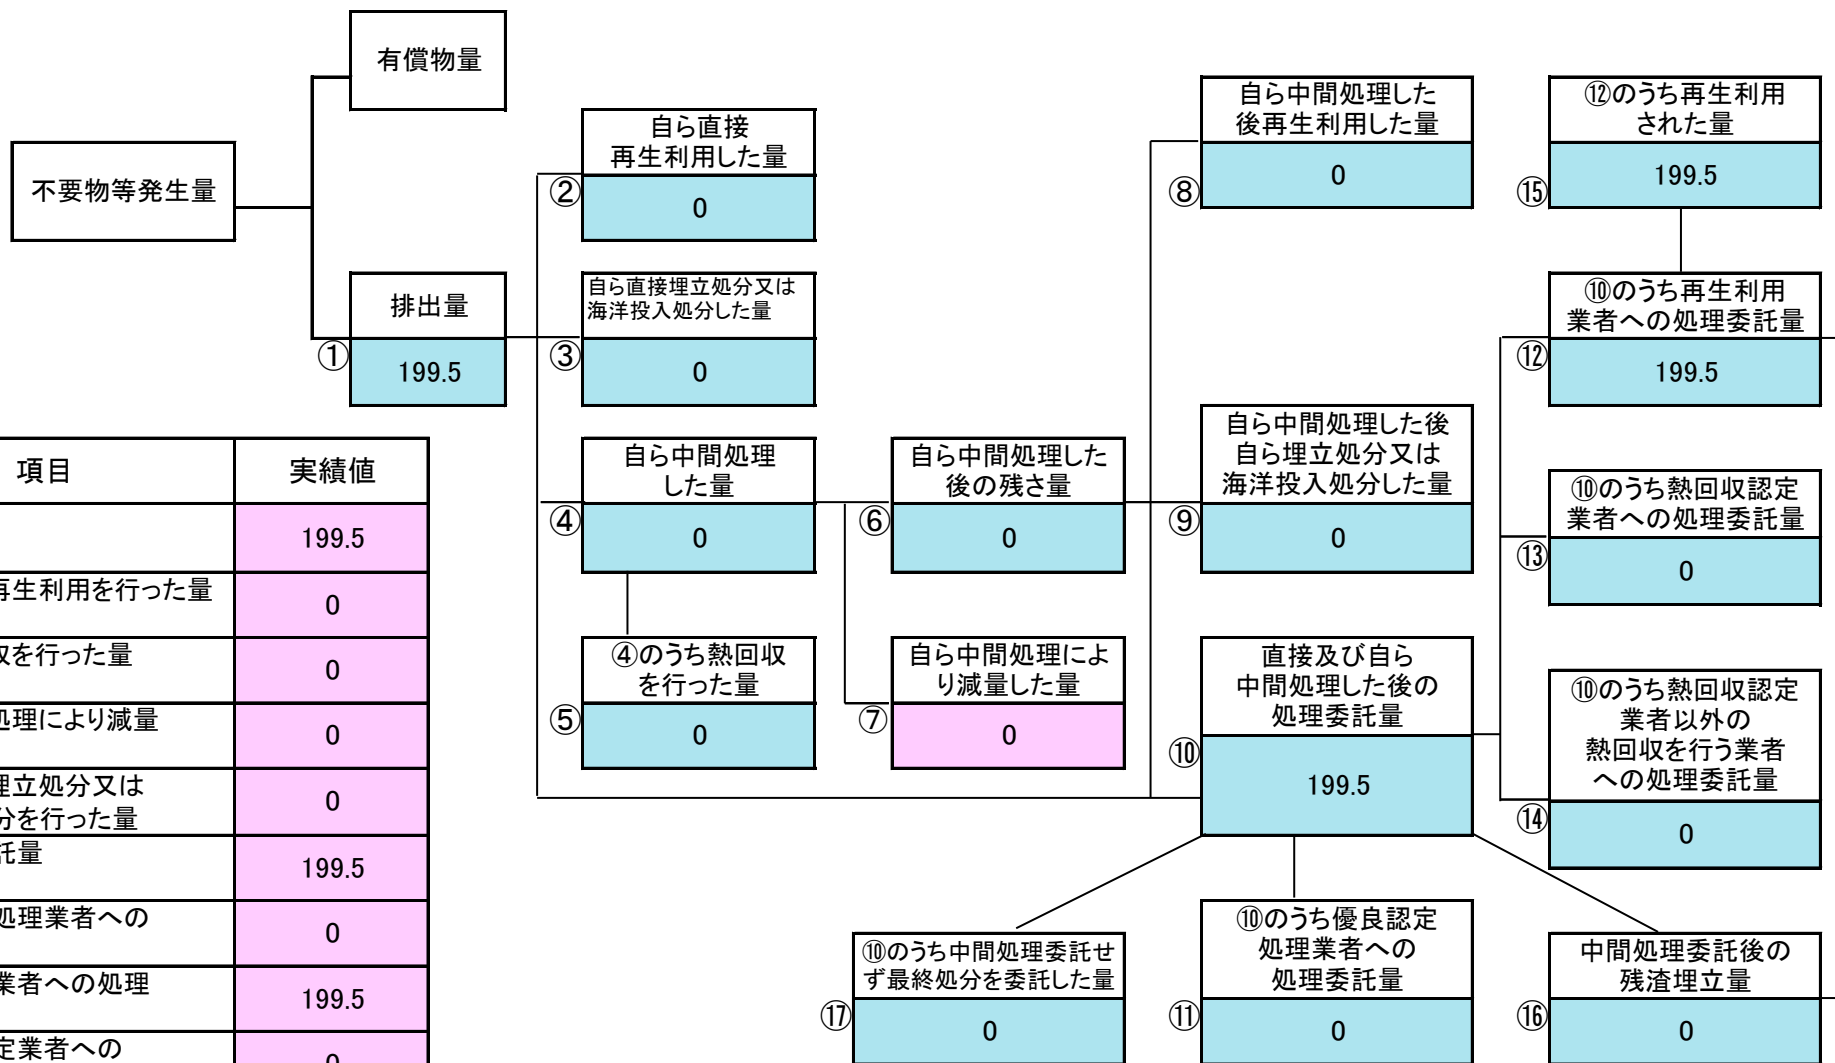 有償物量
不要物等発生量
排出量
①
199.5
自ら直接
再生利用した量
②
0
自ら直接埋立処分又は
海洋投入処分した量
③
0
自ら中間処理
した量
④
0
④のうち熱回収
を行った量
⑤
0
自ら中間処理した
後の残さ量
⑥
0
自ら中間処理によ
り減量した量
⑦
0
自ら中間処理した
後再生利用した量
⑧
0
自ら中間処理した後
自ら埋立処分又は
海洋投入処分した量
⑨
0
直接及び自ら
中間処理した後の
処理委託量
⑩
199.5
⑫のうち再生利用
された量
⑮
199.5
⑩のうち再生利用
業者への処理委託量
⑫
199.5
⑩のうち熱回収認定
業者への処理委託量
⑬
0
⑩のうち熱回収認定
業者以外の
熱回収を行う業者
への処理委託量
⑭
0
⑩のうち中間処理委託せ
ず最終処分を委託した量
⑰
0
⑩のうち優良認定
処理業者への
処理委託量
⑪
0
中間処理委託後の
残渣埋立量
⑯
0
項目 実績値
199.5
再生利用を行った量 0
を行った量 0
処理により減量 0
埋立処分又は
を行った量 0
託量 199.5
処理業者への 0
業者への処理 199.5
定業者への